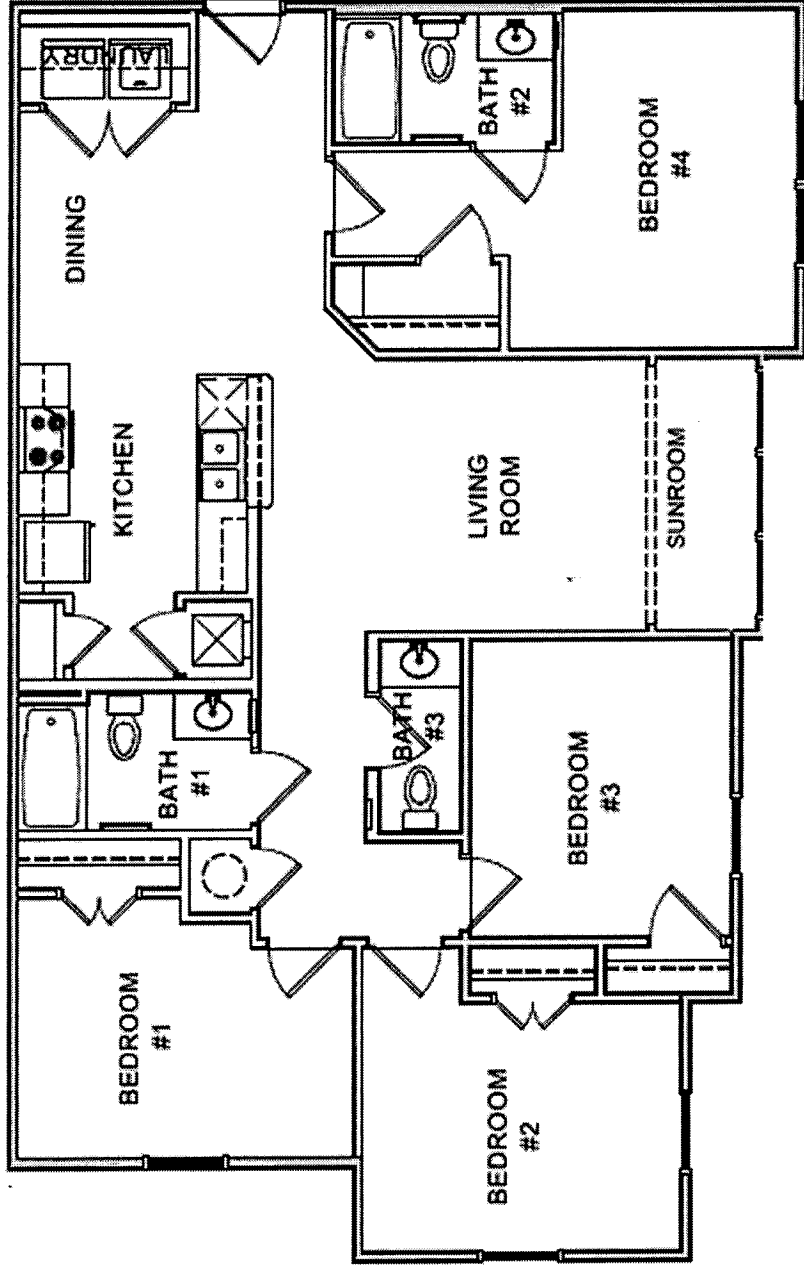 LAUNDRY
DINING
KITCHEN
BATH
#1
BEDROOM
#1
BATH
#2
BEDROOM
#4
LIVING
ROOM
SUNROOM
BATH
#3
BEDROOM
#3
BEDROOM
#2